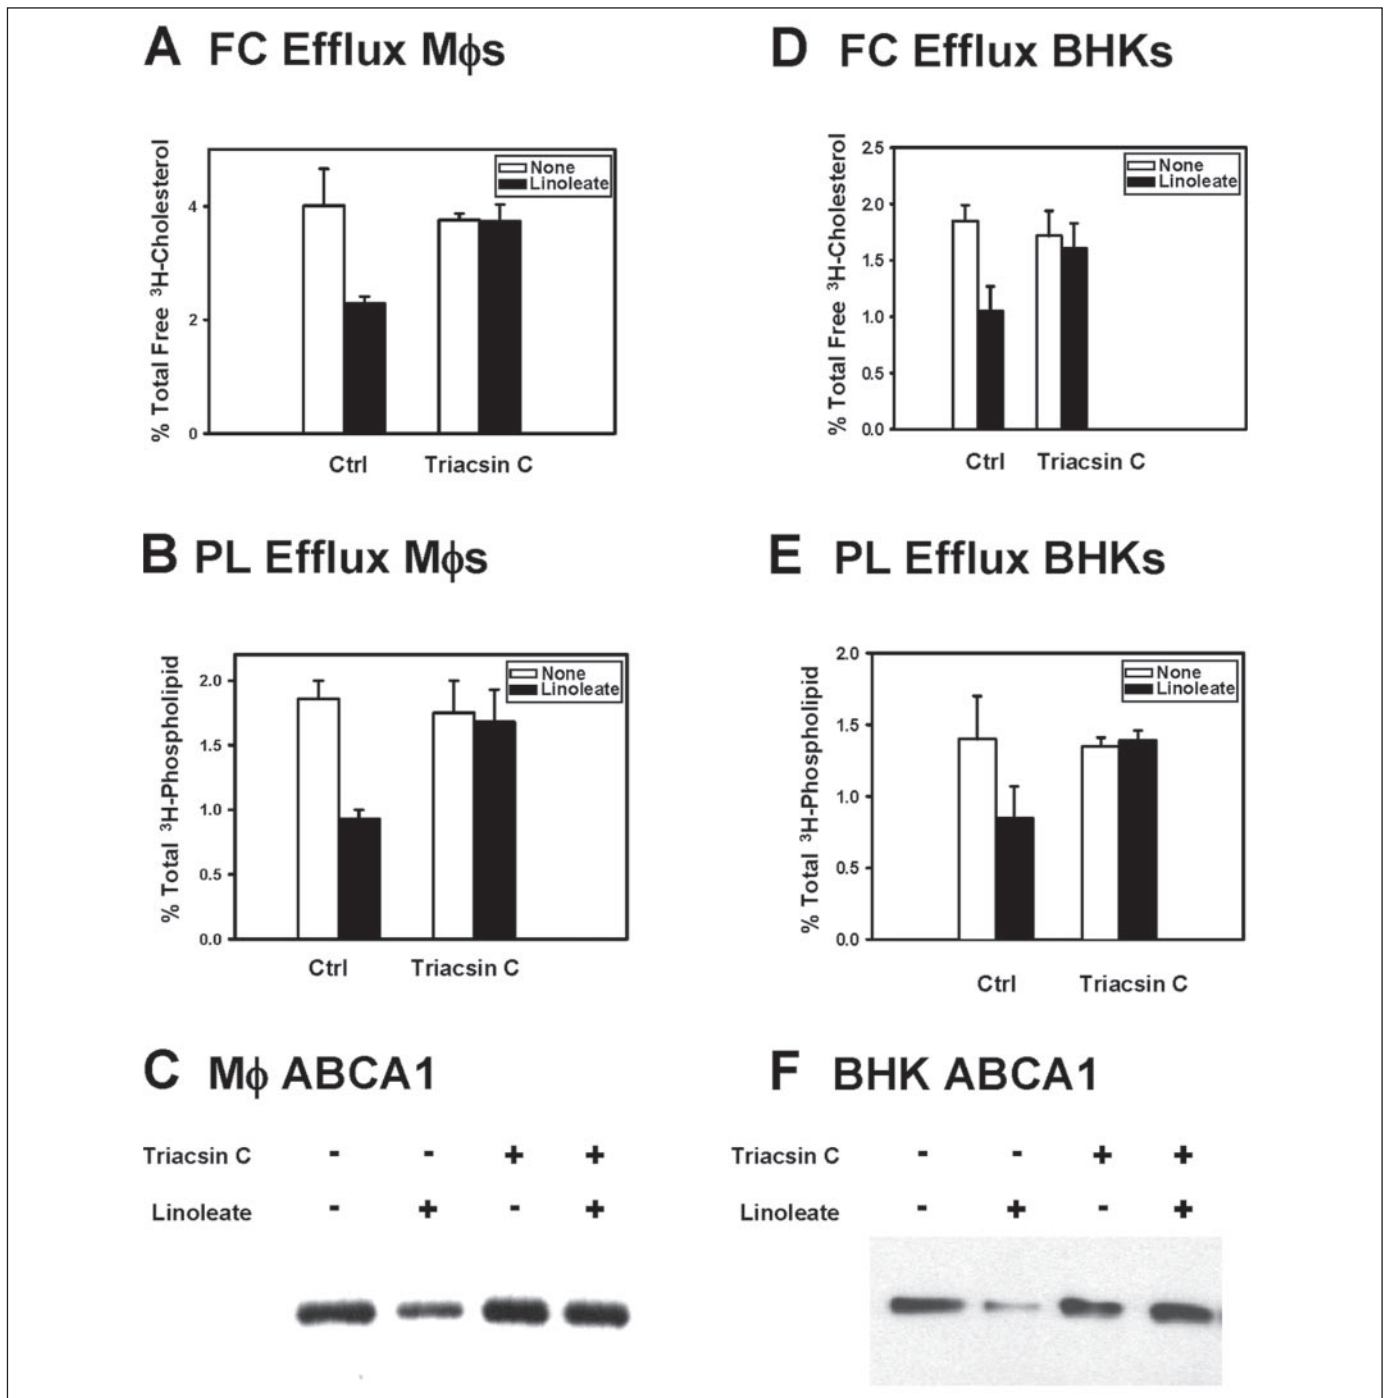 A FC Efflux Mϕs
% Total Free ³H-Cholesterol
4
2
0
None
Linoleate
Ctrl
Triacsin C
B PL Efflux Mϕs
% Total ³H-Phospholipid
2.0
1.5
1.0
0.5
0.0
None
Linoleate
Ctrl
Triacsin C
C Mϕ ABCA1
Triacsin C - - + +
Linoleate - + - +
D FC Efflux BHKs
% Total Free ³H-Cholesterol
2.5
2.0
1.5
1.0
0.5
0.0
None
Linoleate
Ctrl
Triacsin C
E PL Efflux BHKs
% Total ³H-Phospholipid
2.0
1.5
1.0
0.5
0.0
None
Linoleate
Ctrl
Triacsin C
F BHK ABCA1
Triacsin C - - + +
Linoleate - + - +